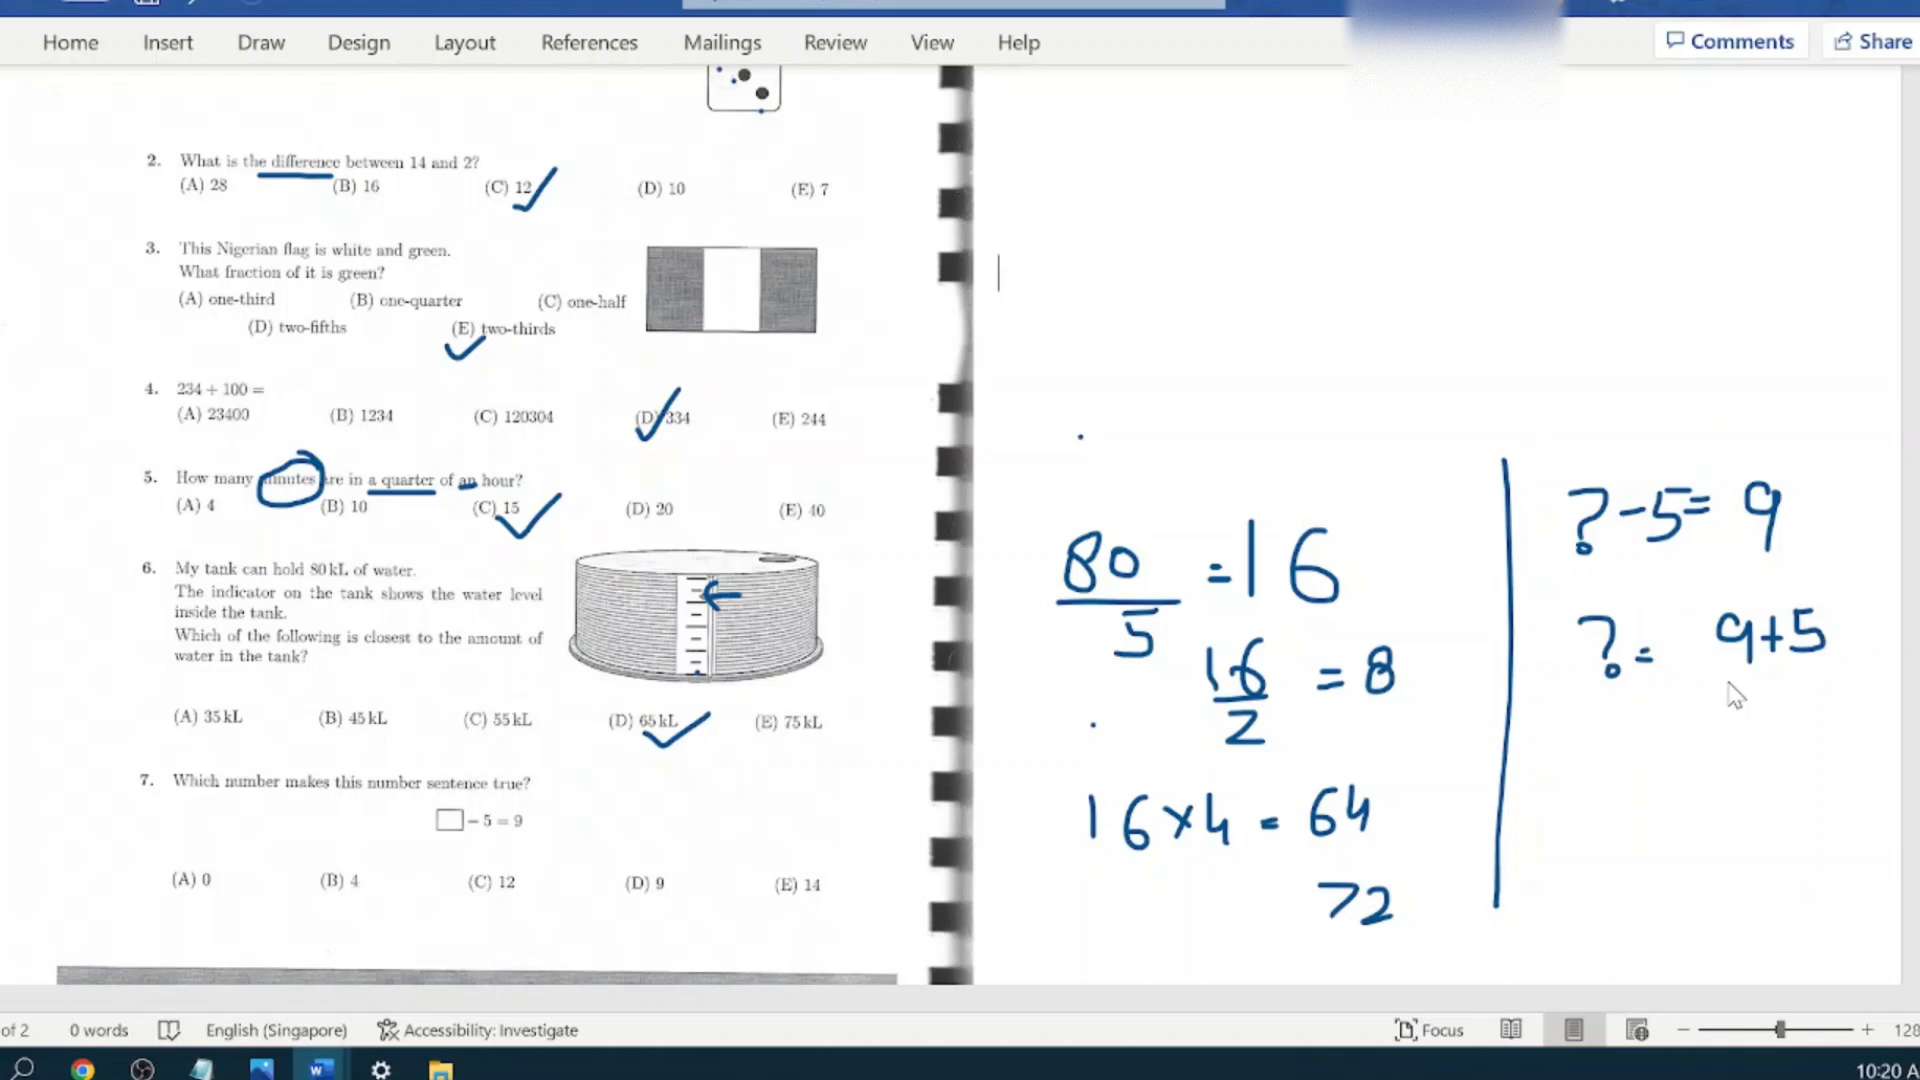 Home Insert Draw Design Layout References Mailings Review View Help Comments Share
2. What is the difference between 14 and 2?
(A) 28 (B) 16 (C) 12 (D) 10 (E) 7
3. This Nigerian flag is white and green.
What fraction of it is green?
(A) one-third (B) one-quarter (C) one-half
(D) two-fifths (E) two-thirds
4. 234 + 100 =
(A) 23400 (B) 1234 (C) 120304 (D) 334 (E) 244
5. How many minutes are in a quarter of an hour?
(A) 4 (B) 10 (C) 15 (D) 20 (E) 40
6. My tank can hold 80 kL of water.
The indicator on the tank shows the water level
inside the tank.
Which of the following is closest to the amount of
water in the tank?
(A) 35 kL (B) 45 kL (C) 55 kL (D) 65 kL (E) 75 kL
7. Which number makes this number sentence true?
□ – 5 = 9
(A) 0 (B) 4 (C) 12 (D) 9 (E) 14
80
5
= 16
16
2
= 8
16 × 4 = 64
72
? - 5 = 9
? = 9+5
of 2 0 words English (Singapore) Accessibility: Investigate Focus 128
10:20 A